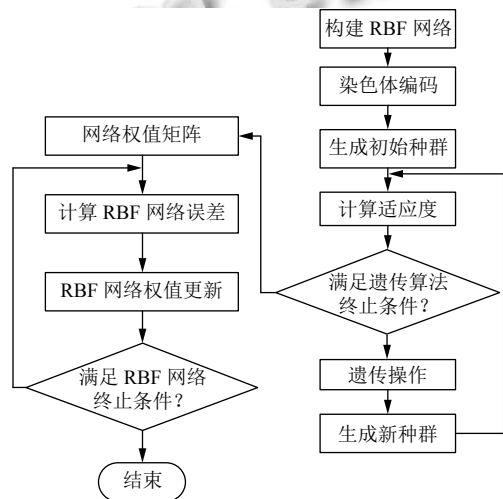 构建 RBF 网络
染色体编码
生成初始种群
计算适应度
满足遗传算法
终止条件？
遗传操作
生成新种群
网络权值矩阵
计算 RBF 网络误差
RBF 网络权值更新
满足 RBF 网络
终止条件？
结束